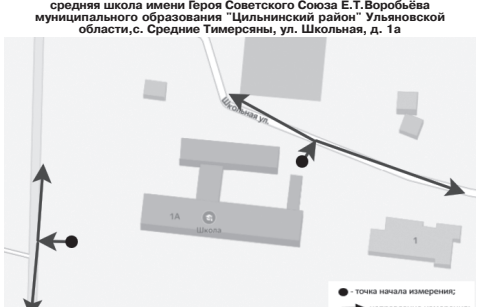 средняя школа имени Героя Советского Союза Е.Т.Воробьёва
муниципального образования "Цильнинский район" Ульяновской
области,с. Средние Тимерсяны, ул. Школьная, д. 1а
Школьная ул.
1А
Школа
1
- точка начала измерения;